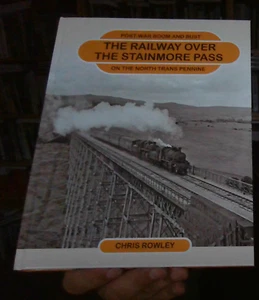 POST-WAR BOOM AND BUST
THE RAILWAY OVER
THE STAINMORE PASS
ON THE NORTH TRANS PENNINE
CHRIS ROWLEY